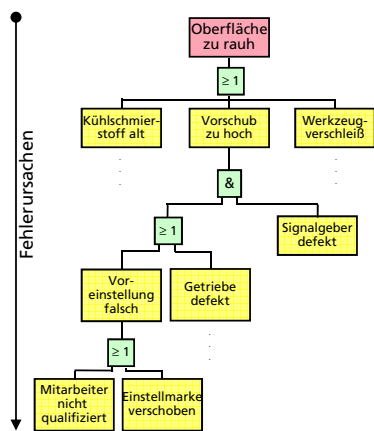 Oberfläche
zu rauh
≥ 1
Kühlschmier-
stoff alt
Vorschub
zu hoch
Werkzeug-
verschleiß
&
≥ 1
Signalgeber
defekt
Vor-
einstellung
falsch
Getriebe
defekt
≥ 1
Mitarbeiter
nicht
qualifiziert
Einstellmarke
verschoben
Fehlerursachen